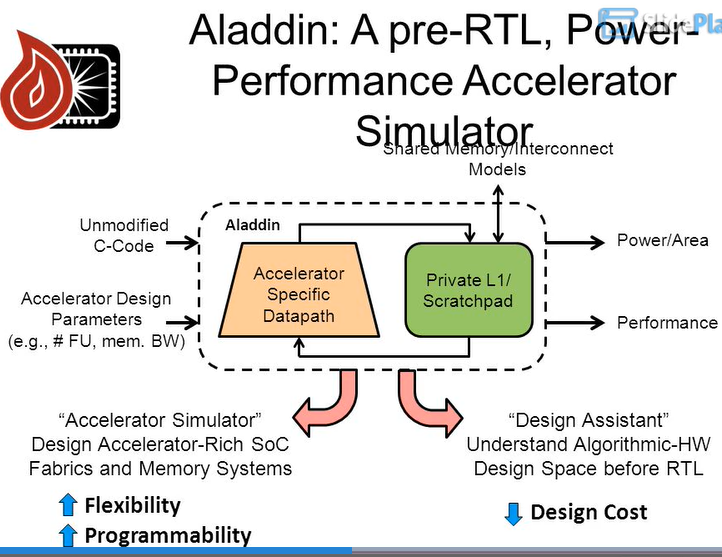 Aladdin: A pre-RTL, Power-
Performance Accelerator
Simulator
Shared Memory/Interconnect
Models
Unmodified
C-Code
Aladdin
Accelerator
Specific
Datapath
Private L1/
Scratchpad
Power/Area
Accelerator Design
Parameters
(e.g., # FU, mem. BW)
Performance
“Accelerator Simulator”
Design Accelerator-Rich SoC
Fabrics and Memory Systems
Flexibility
Programmability
“Design Assistant”
Understand Algorithmic-HW
Design Space before RTL
Design Cost